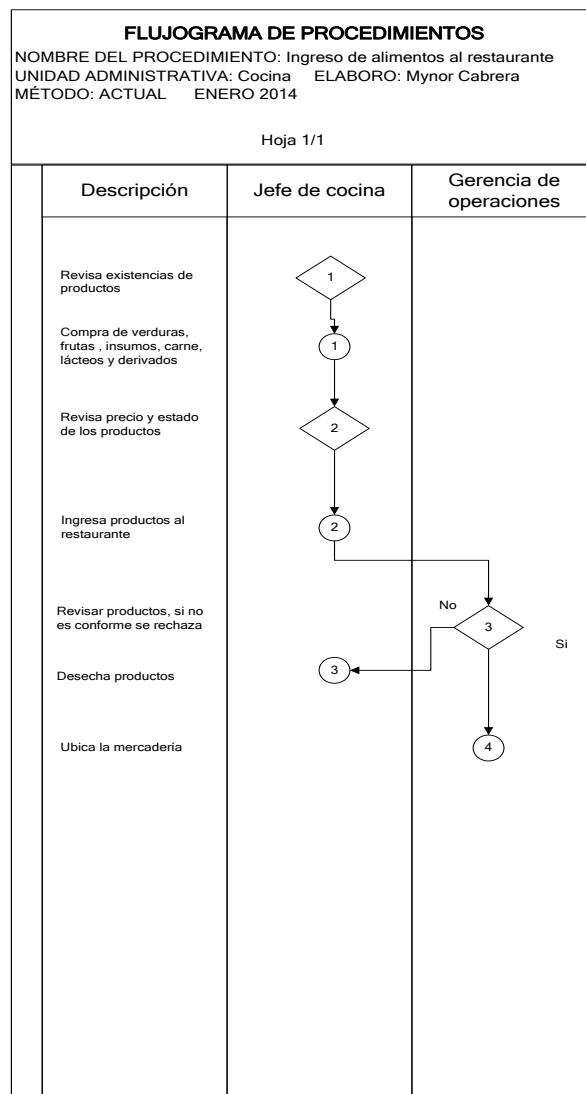 FLUJOGRAMA DE PROCEDIMIENTOS
NOMBRE DEL PROCEDIMIENTO: Ingreso de alimentos al restaurante
UNIDAD ADMINISTRATIVA: Cocina ELABORO: Mynor Cabrera
MÉTODO: ACTUAL ENERO 2014
Hoja 1/1
Descripción
Jefe de cocina
Gerencia de
operaciones
Revisa existencias de
productos
1
Compra de verduras,
frutas , insumos, carne,
lácteos y derivados
1
Revisa precio y estado
de los productos
2
Ingresa productos al
restaurante
2
Revisar productos, si no
es conforme se rechaza
No
3
Si
Desecha productos
3
Ubica la mercadería
4